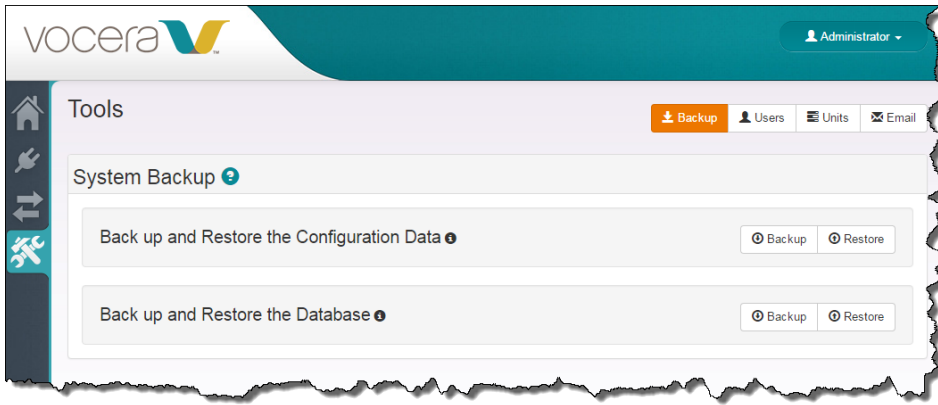 vocera
Administrator
Tools
Backup
Users
Units
Email
System Backup
Back up and Restore the Configuration Data
Backup
Restore
Back up and Restore the Database
Backup
Restore